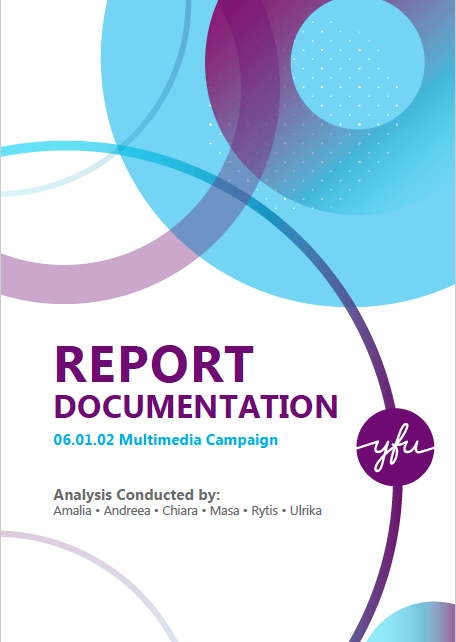 REPORT
DOCUMENTATION
06.01.02 Multimedia Campaign
yfu
Analysis Conducted by:
Amalia • Andreea • Chiara • Masa • Rytis • Ulrika